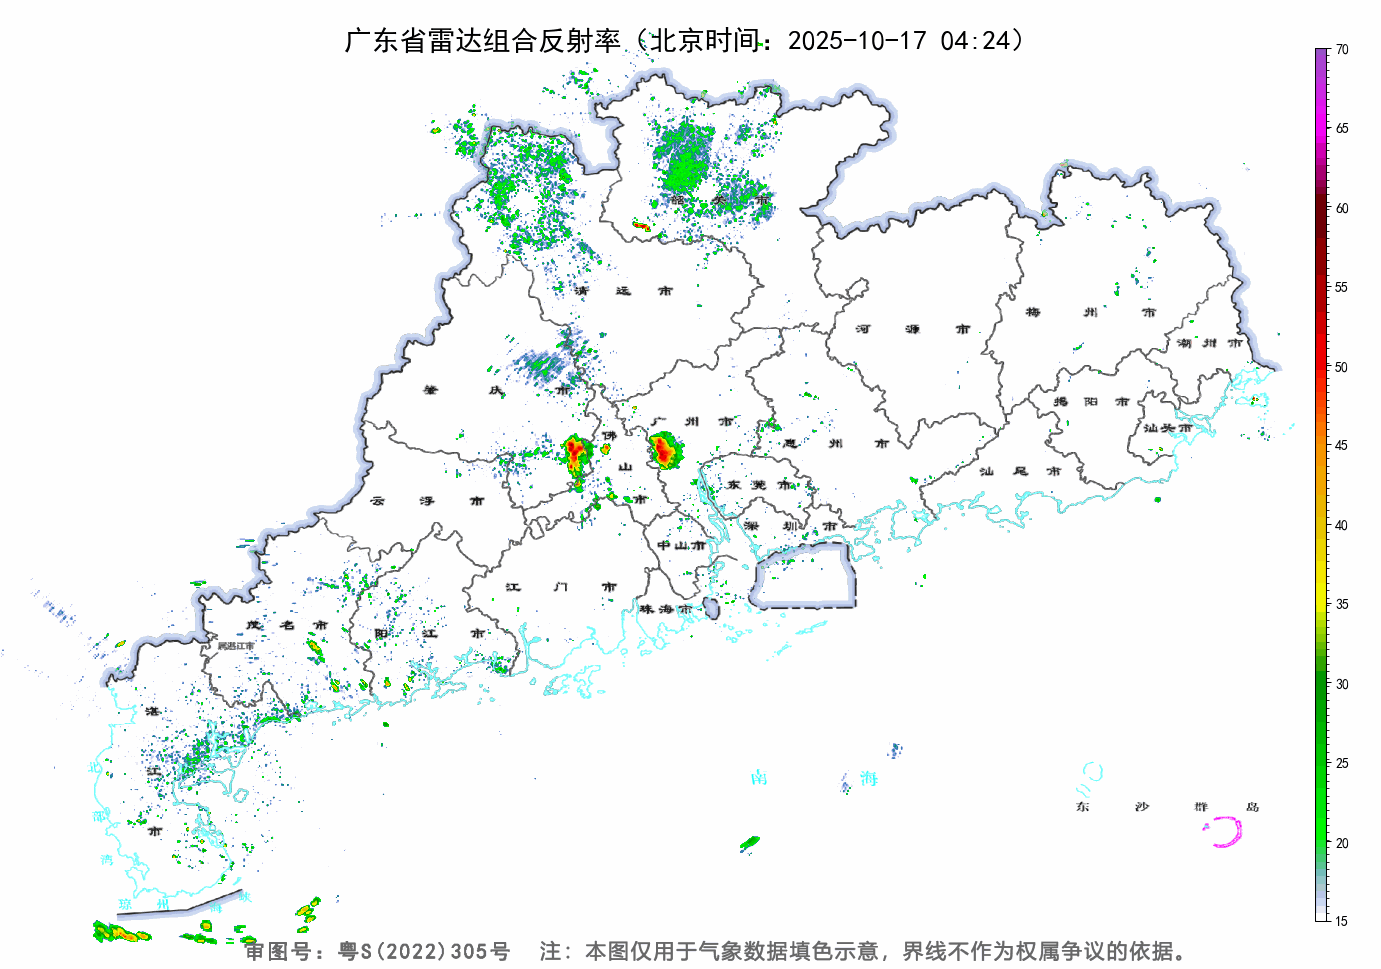 广东省雷达组合反射率（北京时间：2025-10-17 04:24）
70
65
60
55
50
45
40
35
30
25
20
15
韶关市
清远市
河源市
梅州市
潮州市
肇庆市
广州市
揭阳市
汕头市
佛山市
惠州市
汕尾市
云浮市
东莞市
深圳市
中山市
江门市
珠海市
茂名市
阳江市
属湛江市
湛江市
北部湾
南海
东沙群岛
琼州海峡
审图号：粤S(2022)305号 注：本图仅用于气象数据填色示意，界线不作为权属争议的依据。